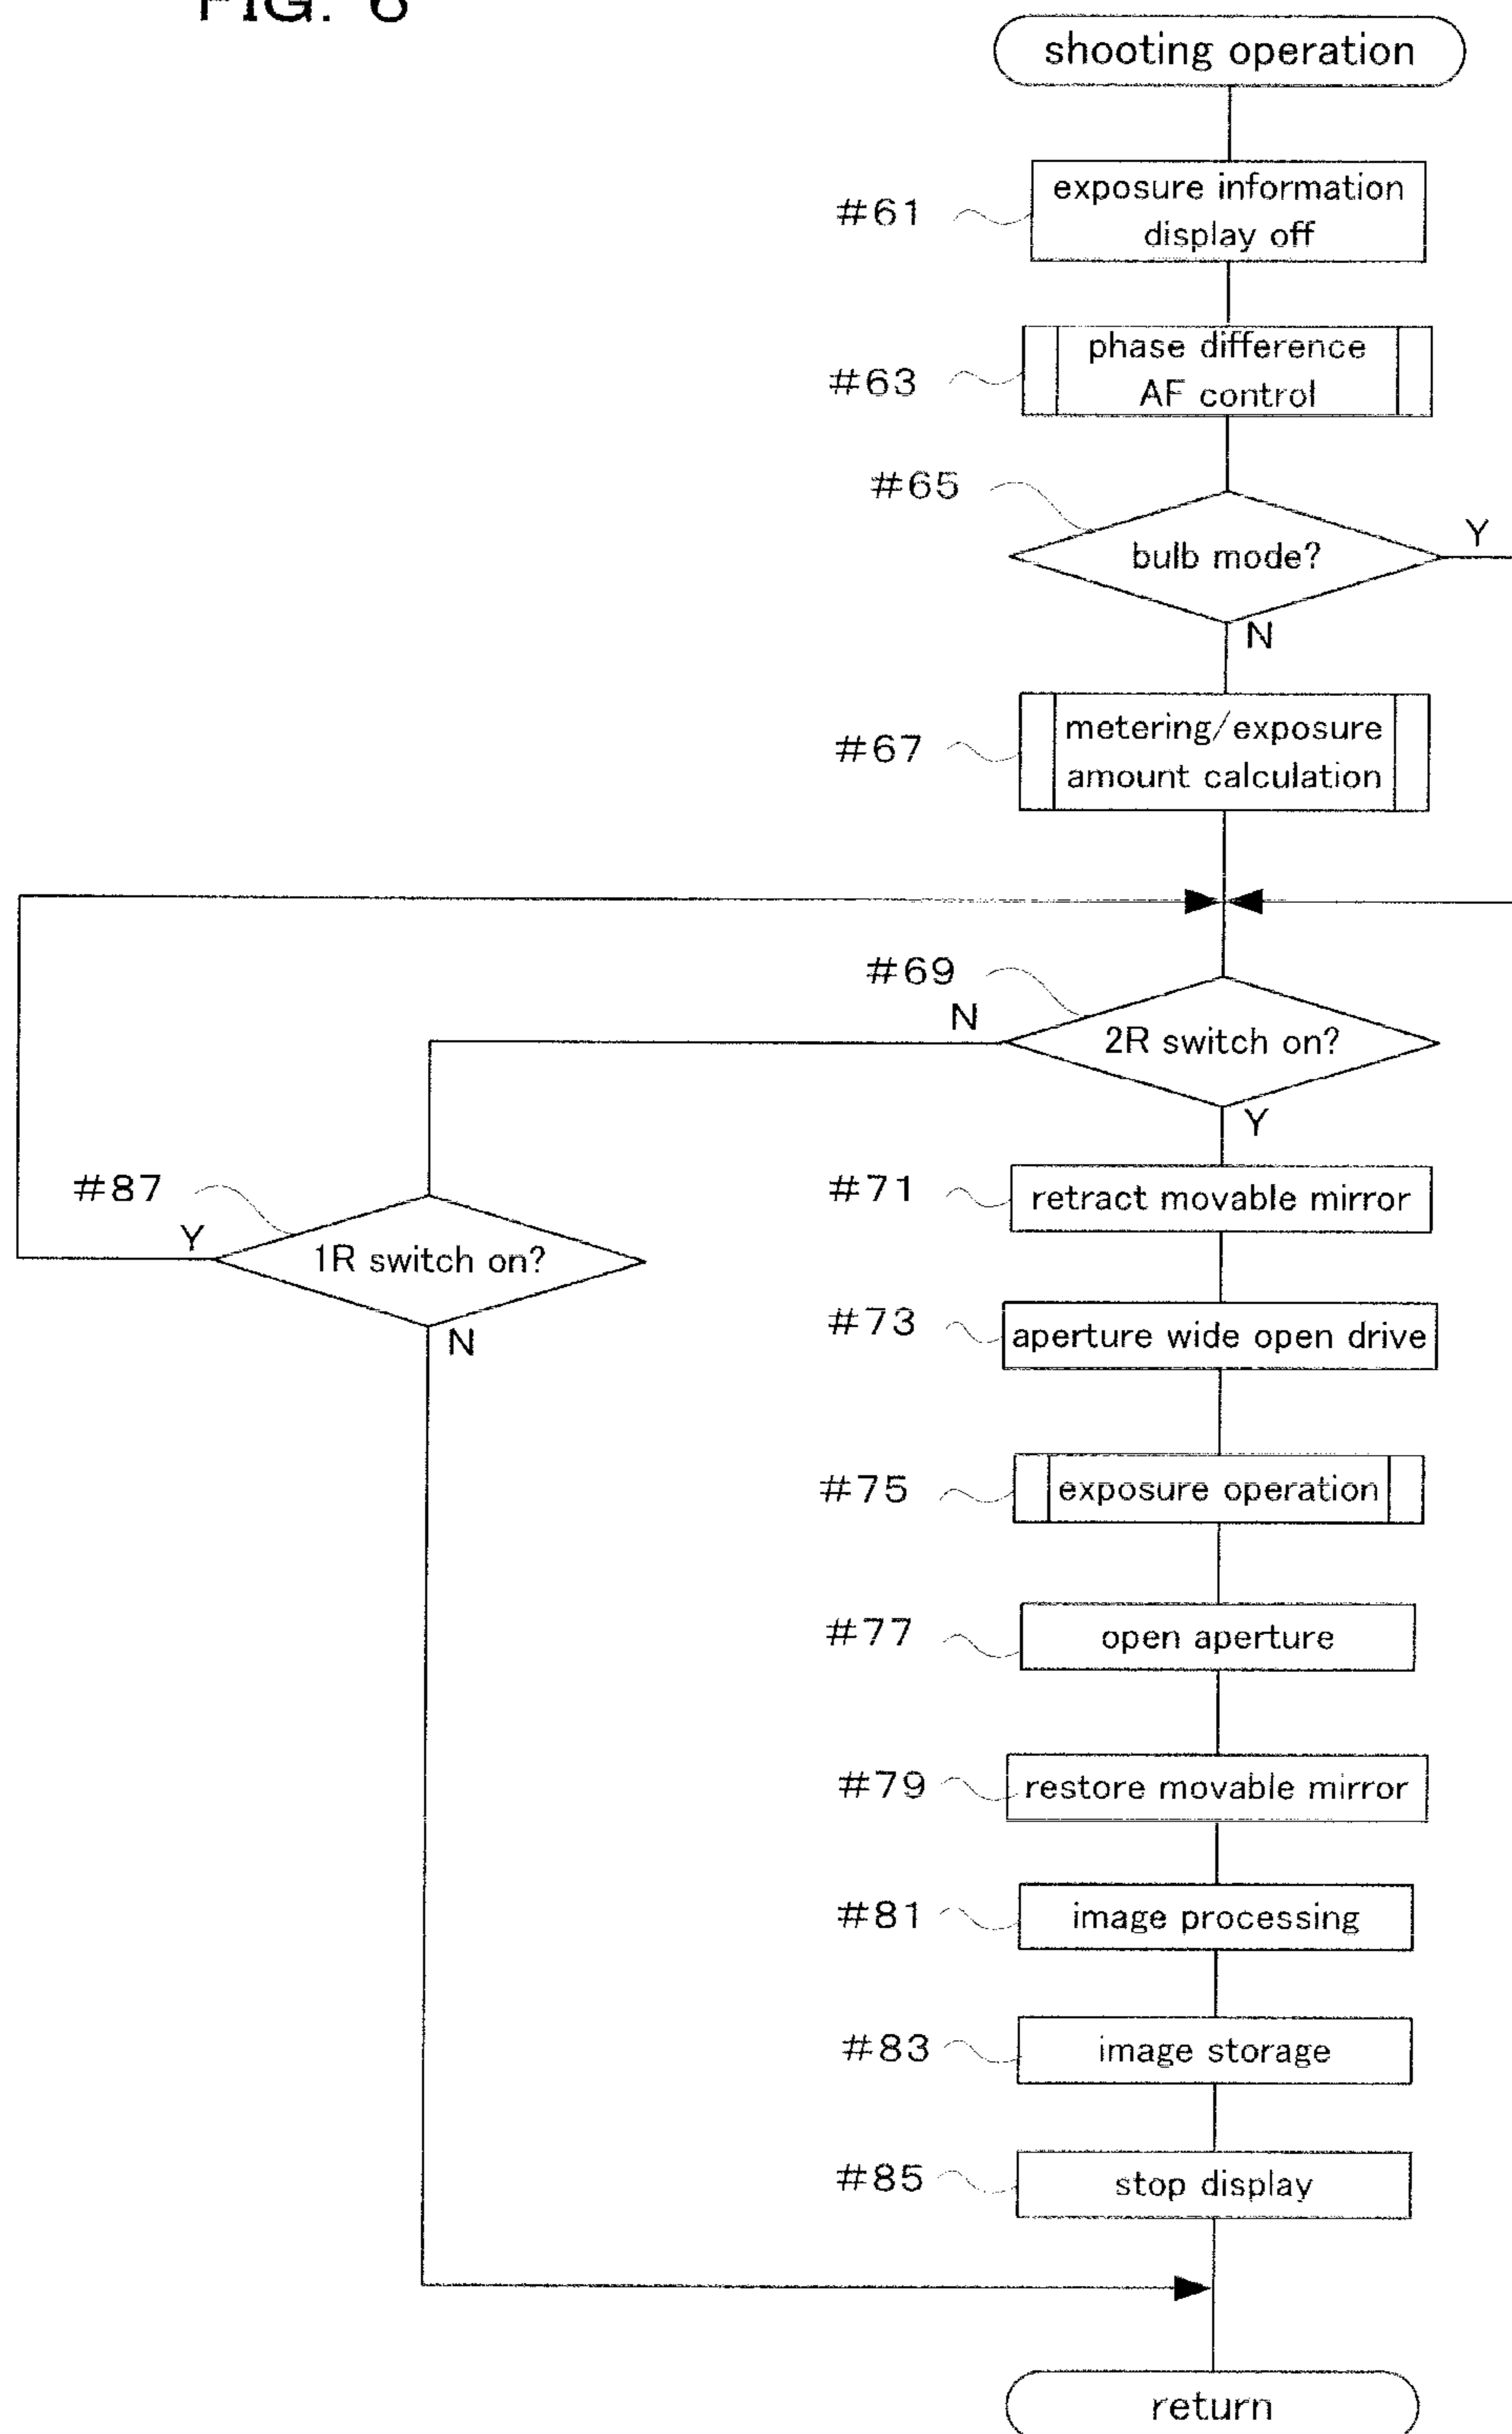 FIG. 6
shooting operation
#61
exposure information
display off
#63
phase difference
AF control
#65
bulb mode?
Y
N
#67
metering/exposure
amount calculation
#69
N
2R switch on?
Y
#87
Y
1R switch on?
N
#71
retract movable mirror
#73
aperture wide open drive
#75
exposure operation
#77
open aperture
#79
restore movable mirror
#81
image processing
#83
image storage
#85
stop display
return